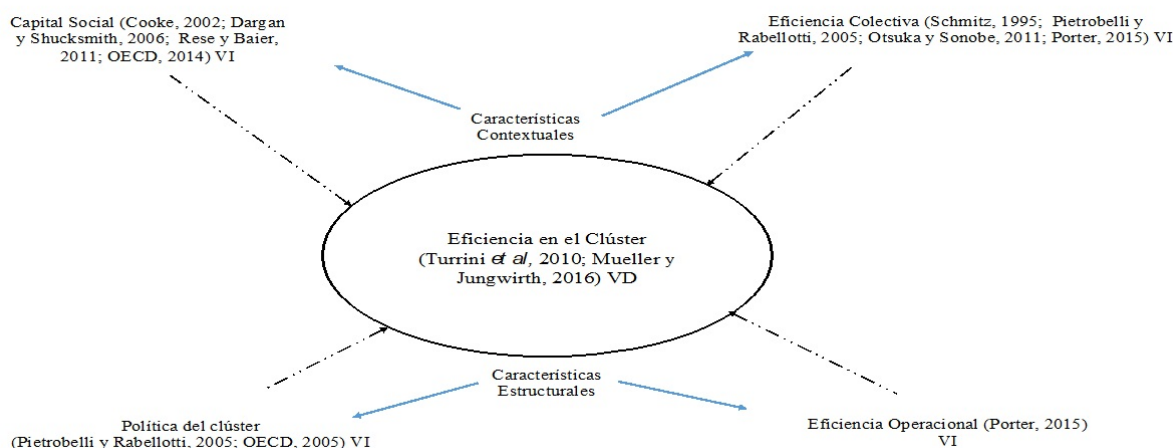 Capital Social (Cooke, 2002; Dargan
y Shucksmith, 2006; Rese y Baier,
2011; OECD, 2014) VI
Eficiencia Colectiva (Schmitz, 1995; Pietrobelli y
Rabellotti, 2005; Otsuka y Sonobe, 2011; Porter, 2015) VI
Características
Contextuales
Eficiencia en el Clúster
(Turrini et al, 2010; Mueller y
Jungwirth, 2016) VD
Características
Estructurales
Política del clúster
(Pietrobelli y Rabellotti, 2005; OECD, 2005) VI
Eficiencia Operacional (Porter, 2015)
VI